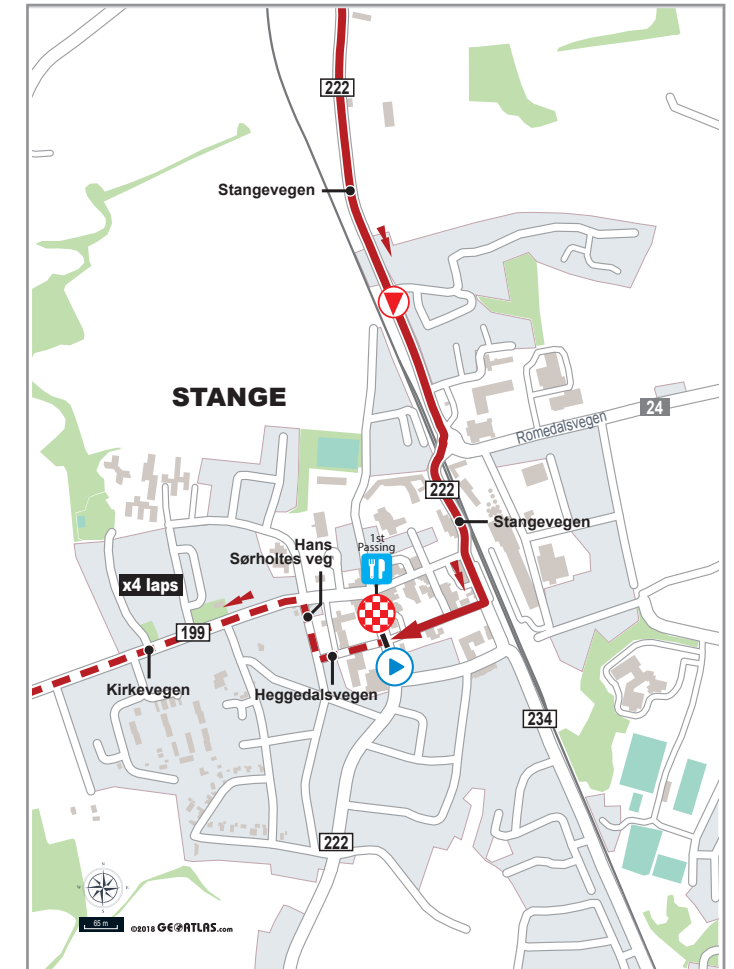 222
Stangevegen
STANGE
24
Romedalsvegen
222
Stangevegen
1st
Passing
Hans
Sørholtes veg
x4 laps
199
Kirkevegen
Heggedalsvegen
234
222
N
W
E
S
65 m
©2018 GEOATLAS.com